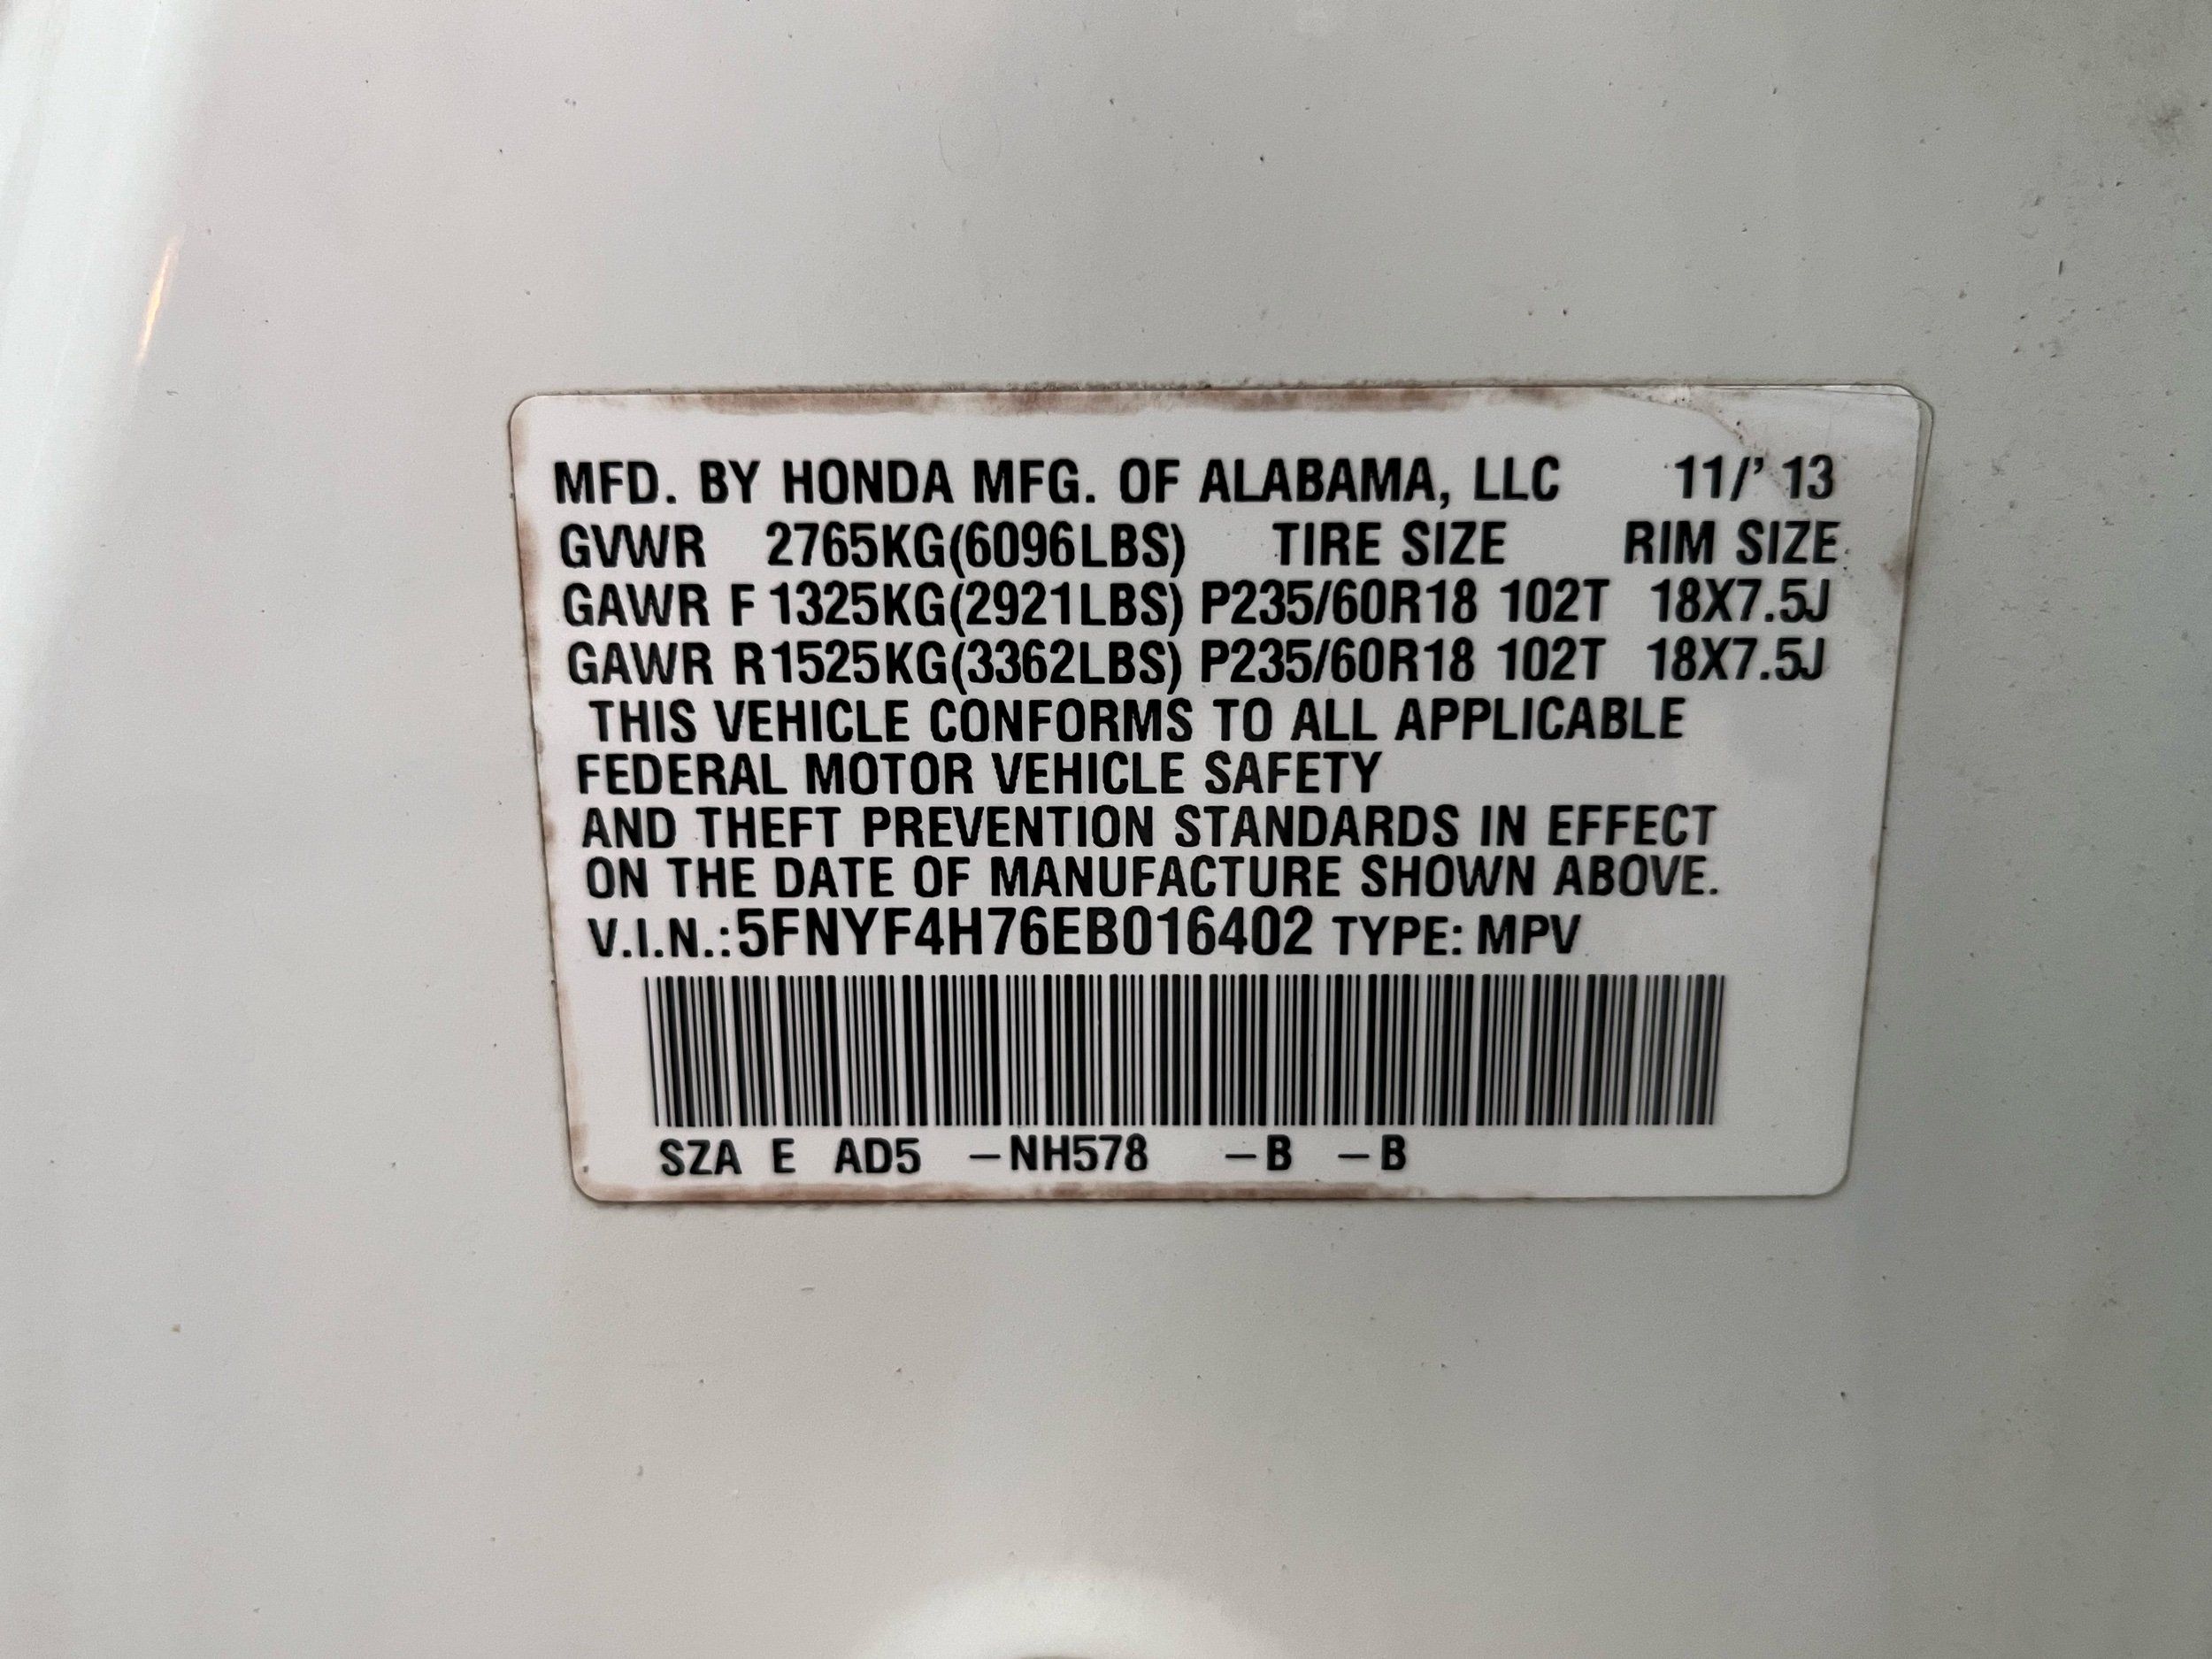 MFD. BY HONDA MFG. OF ALABAMA, LLC 11/' 13
GVWR 2765KG(6096LBS) TIRE SIZE RIM SIZE
GAWR F 1325KG(2921LBS) P235/60R18 102T 18X7.5J
GAWR R 1525KG(3362LBS) P235/60R18 102T 18X7.5J
THIS VEHICLE CONFORMS TO ALL APPLICABLE
FEDERAL MOTOR VEHICLE SAFETY
AND THEFT PREVENTION STANDARDS IN EFFECT
ON THE DATE OF MANUFACTURE SHOWN ABOVE.
V.I.N.:5FNYF4H76EB016402 TYPE: MPV
SZA E AD5 –NH578 –B –B